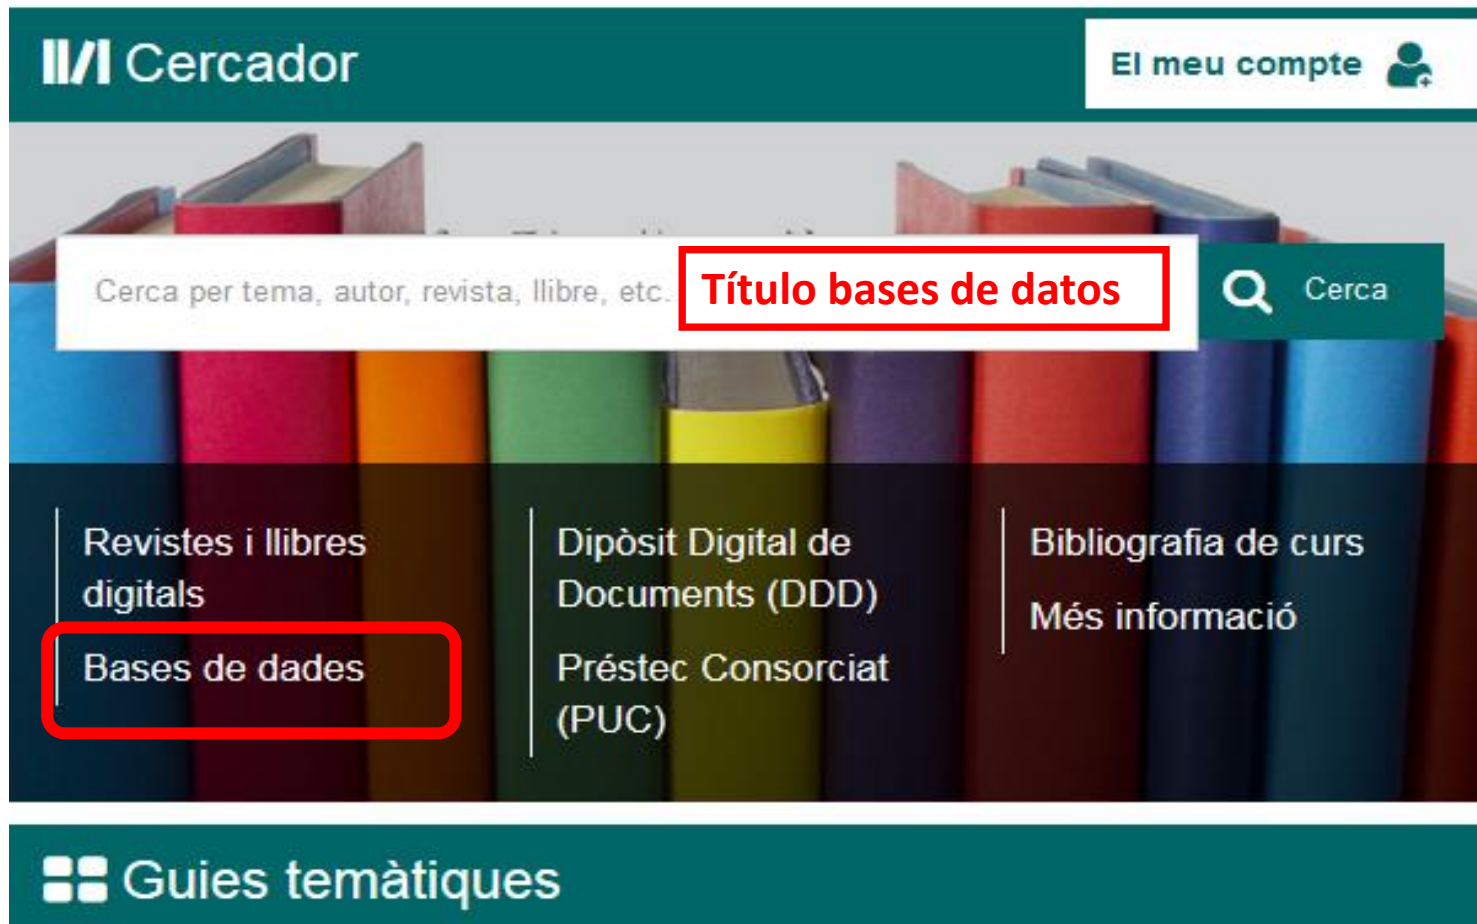 Cercador
El meu compte
Cerca per tema, autor, revista, llibre, etc.
Título bases de datos
Cerca
Revistes i llibres
digitals
Bases de dades
Dipòsit Digital de
Documents (DDD)
Préstec Consorciat
(PUC)
Bibliografia de curs
Més informació
Guies temàtiques